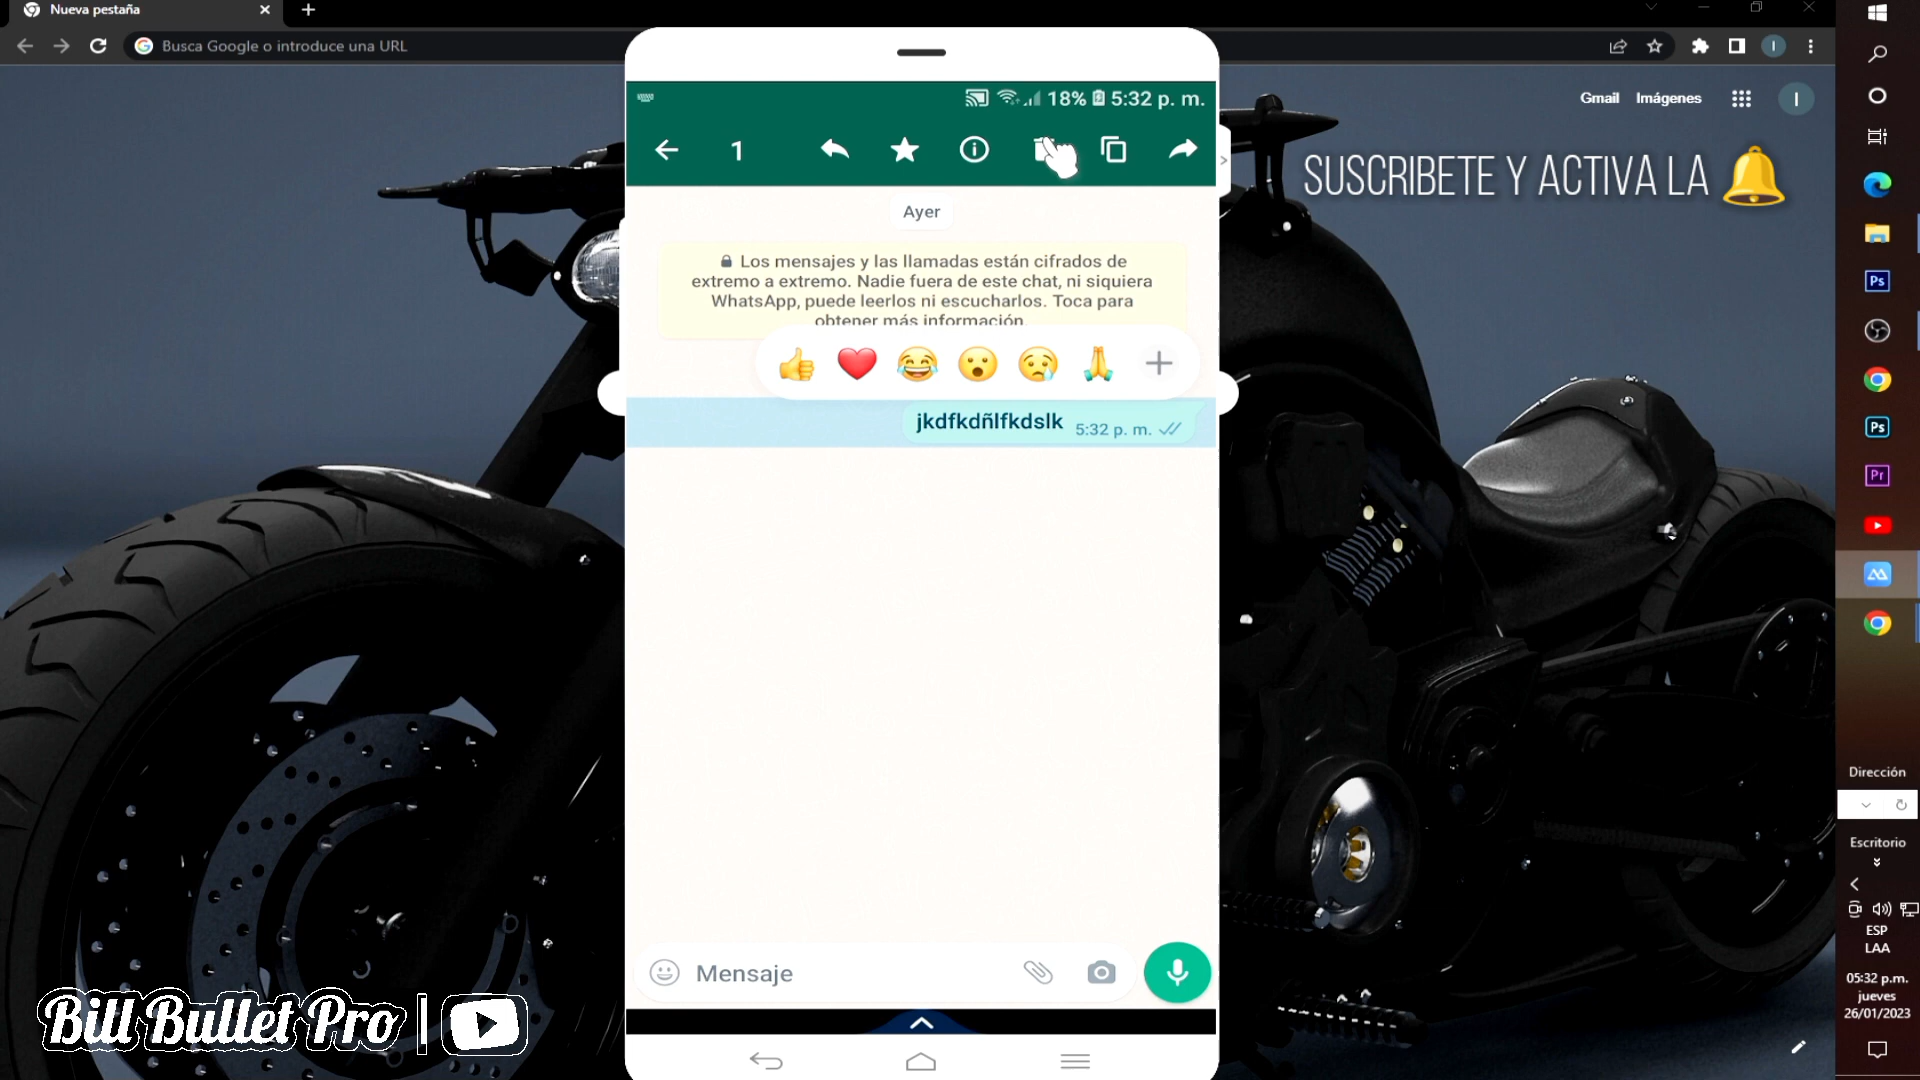 Nueva pestaña
Busca Google o introduce una URL
18% 5:32 p. m.
1
Gmail Imágenes
I
I
SUSCRIBETE Y ACTIVA LA
Ayer
Los mensajes y las llamadas están cifrados de
extremo a extremo. Nadie fuera de este chat, ni siquiera
WhatsApp, puede leerlos ni escucharlos. Toca para
obtener más información.
jkdfkdñlfkdslk 5:32 p. m.
Mensaje
Ps
Ps
Pr
Dirección
Escritorio
ESP
LAA
05:32 p.m.
jueves
26/01/2023
Bill Bullet Pro |